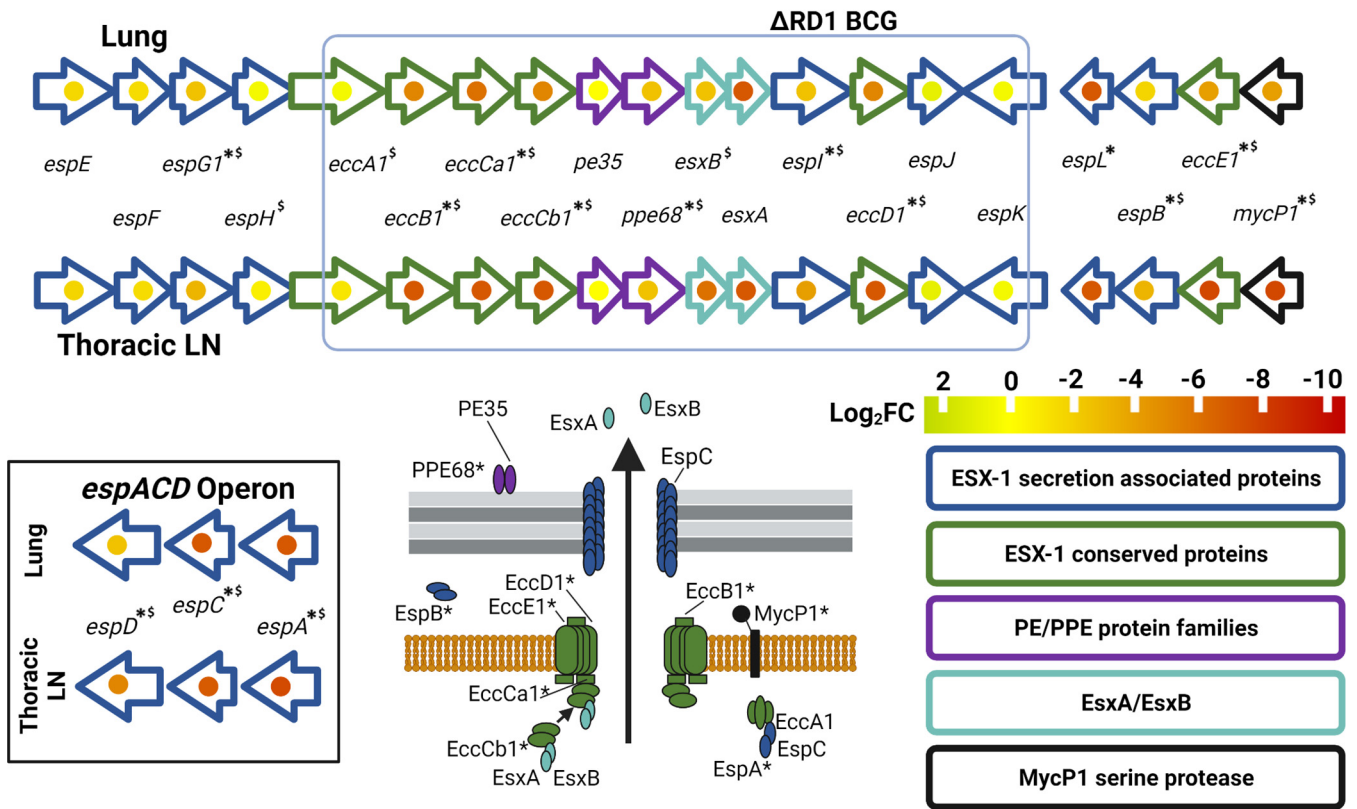 ΔRD1 BCG
Lung
espE espG1*$ eccA1$ eccCa1*$ pe35 esxB$ espI*$ espJ espL* eccE1*$
espF espH$ eccB1*$ eccCb1*$ ppe68*$ esxA eccD1*$ espK espB*$ mycP1*$
Thoracic LN
2 0 -2 -4 -6 -8 -10
Log2FC
ESX-1 secretion associated proteins
ESX-1 conserved proteins
PE/PPE protein families
EsxA/EsxB
MycP1 serine protease
espACD Operon
Lung
espD*$ espC*$ espA*$
Thoracic
LN
PE35
EsxA
EsxB
PPE68*
EspC
EspB*
EccD1*
EccE1*
EccB1*
MycP1*
EccCa1*
EccCb1*
EsxA EsxB
EccA1
EspC
EspA*